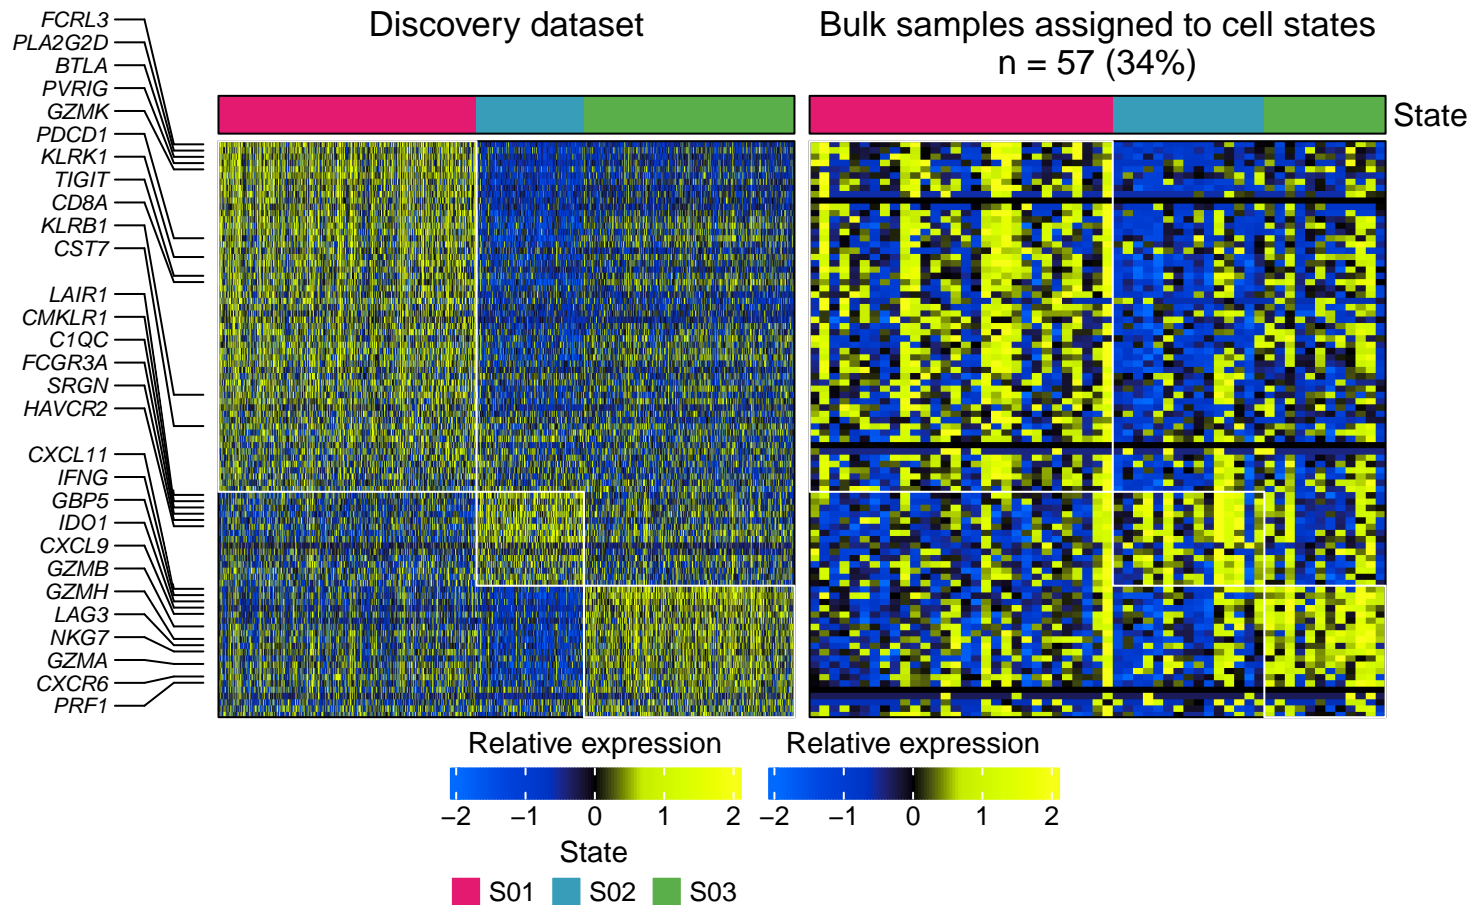 Discovery dataset
Bulk samples assigned to cell states
n = 57 (34%)
State
FCRL3
PLA2G2D
BTLA
PVRIG
GZMK
PDCD1
KLRK1
TIGIT
CD8A
KLRB1
CST7
LAIR1
CMKLR1
C1QC
FCGR3A
SRGN
HAVCR2
CXCL11
IFNG
GBP5
IDO1
CXCL9
GZMB
GZMH
LAG3
NKG7
GZMA
CXCR6
PRF1
Relative expression
−2 −1 0 1 2
Relative expression
−2 −1 0 1 2
State
S01 S02 S03